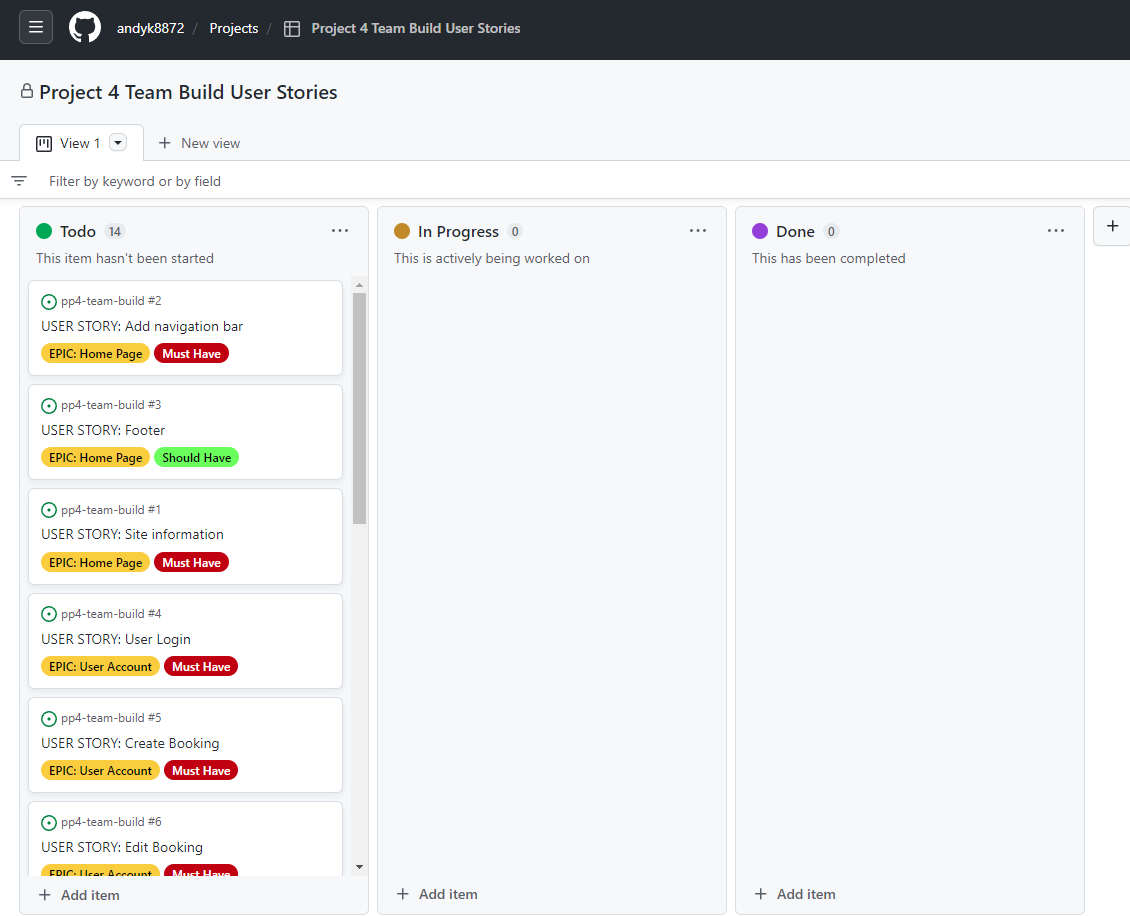 andyk8872 / Projects / Project 4 Team Build User Stories
Project 4 Team Build User Stories
View 1
New view
Filter by keyword or by field
Todo 14
This item hasn't been started
pp4-team-build #2
USER STORY: Add navigation bar
EPIC: Home Page Must Have
pp4-team-build #3
USER STORY: Footer
EPIC: Home Page Should Have
pp4-team-build #1
USER STORY: Site information
EPIC: Home Page Must Have
pp4-team-build #4
USER STORY: User Login
EPIC: User Account Must Have
pp4-team-build #5
USER STORY: Create Booking
EPIC: User Account Must Have
pp4-team-build #6
USER STORY: Edit Booking
EPIC: User Account Must Have
+ Add item
In Progress 0
This is actively being worked on
+ Add item
Done 0
This has been completed
+ Add item